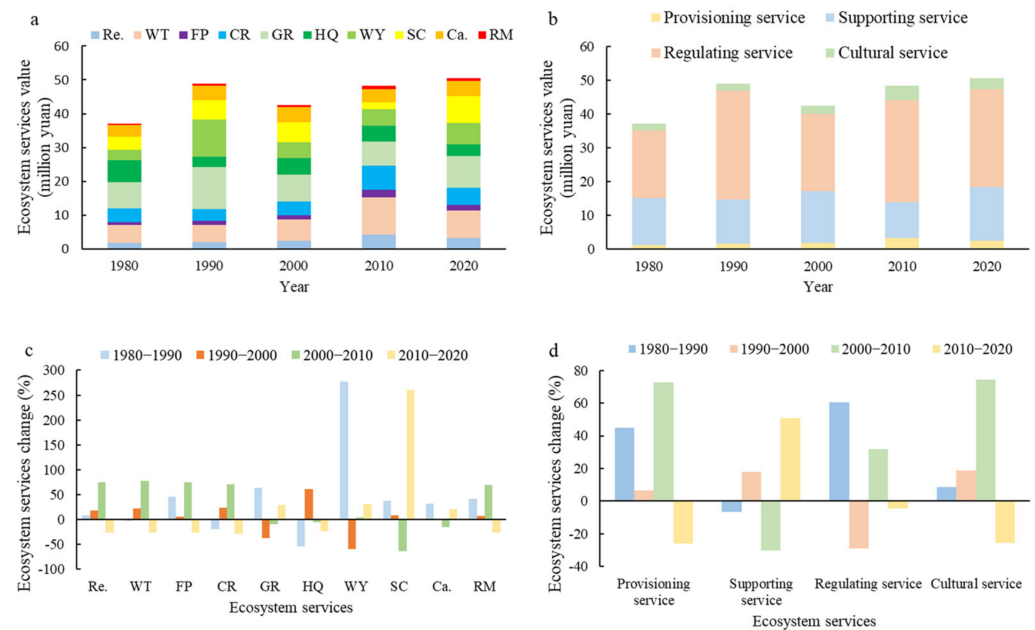 a
Re. WT FP CR GR HQ WY SC Ca. RM
Ecosystem services value
(million yuan)
60
50
40
30
20
10
0
1980 1990 2000 2010 2020
Year
b
Provisioning service Supporting service
Regulating service Cultural service
Ecosystem services value
(million yuan)
60
50
40
30
20
10
0
1980 1990 2000 2010 2020
Year
c
1980−1990 1990−2000 2000−2010 2010−2020
Ecosystem services change (%)
300
250
200
150
100
50
0
-50
-100
Re. WT FP CR GR HQ WY SC Ca. RM
Ecosystem services
d
1980−1990 1990−2000 2000−2010 2010−2020
Ecosystem services change (%)
80
60
40
20
0
-20
-40
Provisioning Supporting Regulating service Cultural service
service service
Ecosystem services